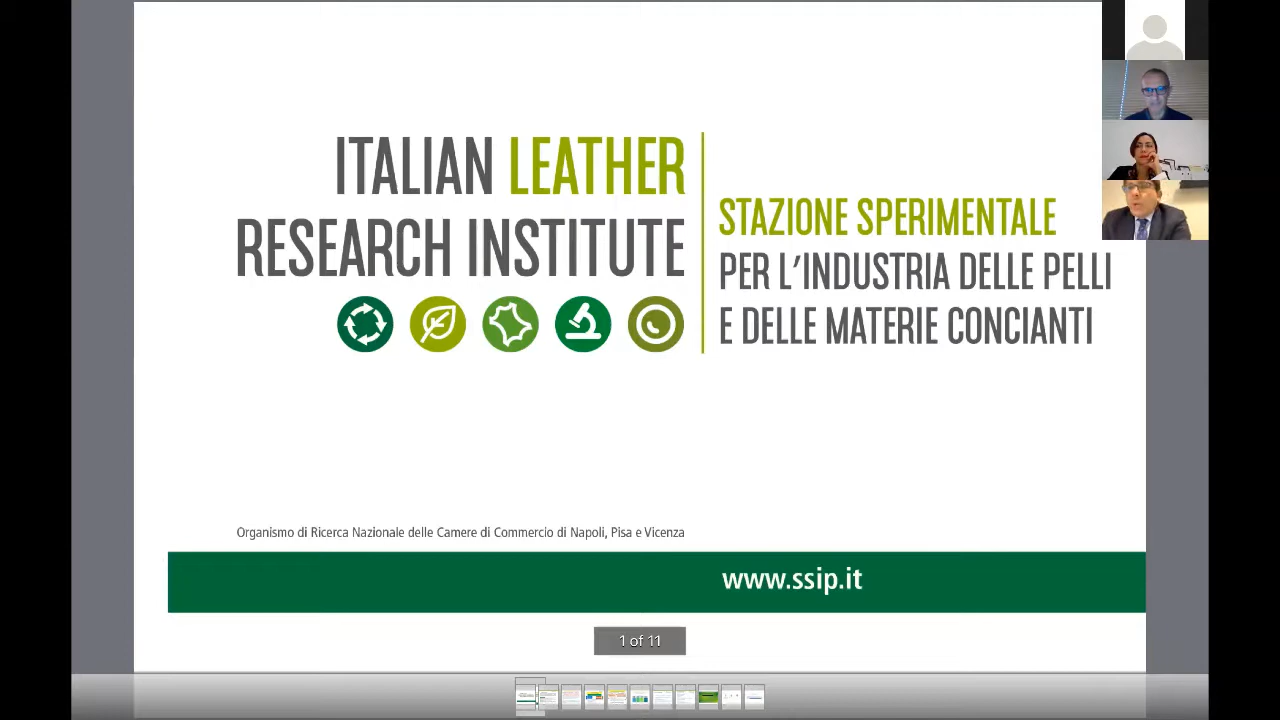 ITALIAN LEATHER
RESEARCH INSTITUTE
STAZIONE SPERIMENTALE
PER L'INDUSTRIA DELLE PELLI
E DELLE MATERIE CONCIANTI
Organismo di Ricerca Nazionale delle Camere di Commercio di Napoli, Pisa e Vicenza
www.ssip.it
1 of 11